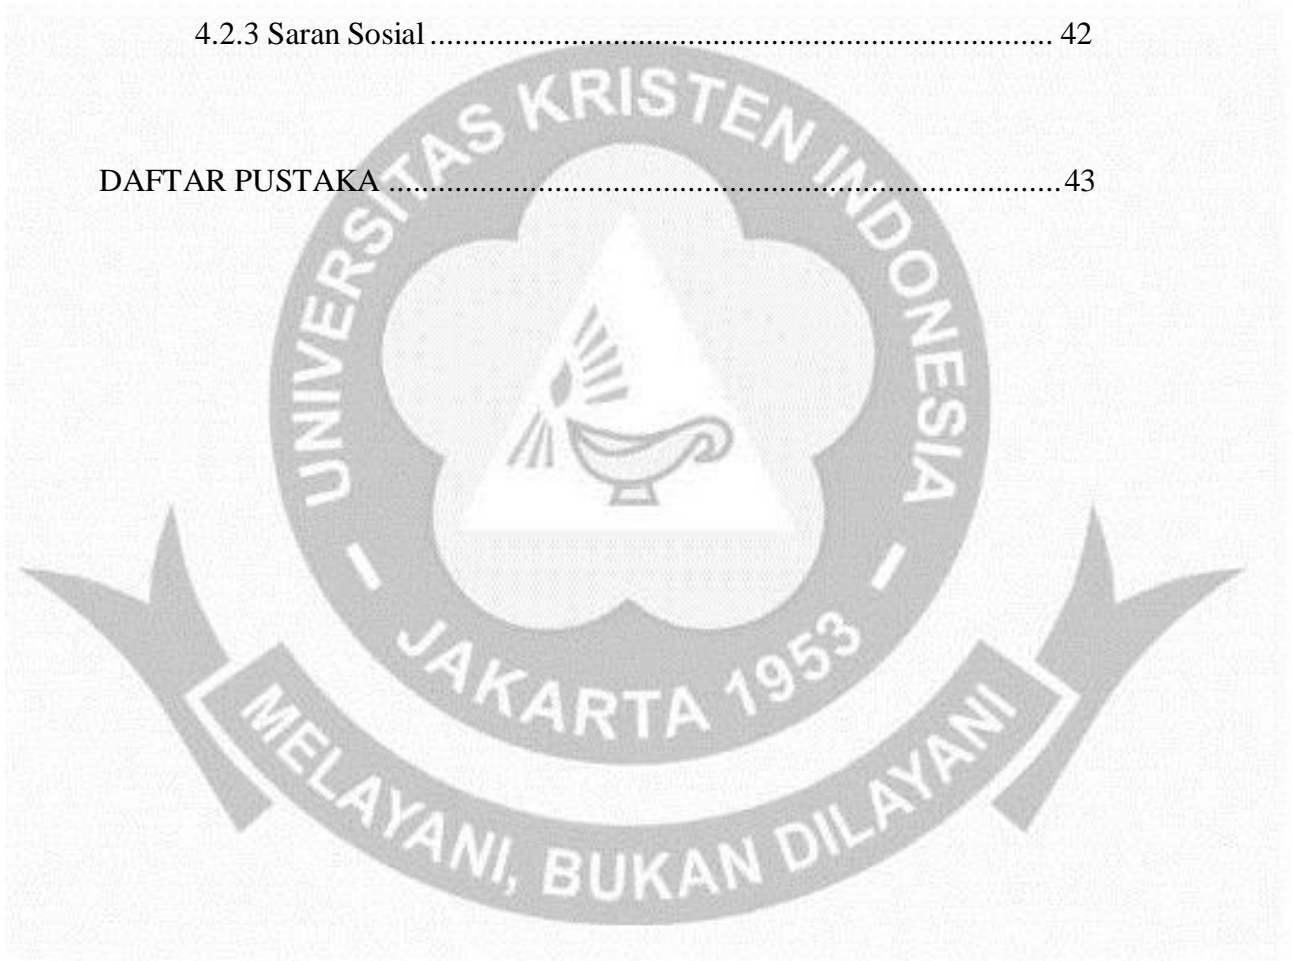 4.2.3 Saran Sosial ............................................................... 42
DAFTAR PUSTAKA ....................................................................43
UNIVERSITAS KRISTEN INDONESIA
JAKARTA 1953
MELAYANI, BUKAN DILAYANI